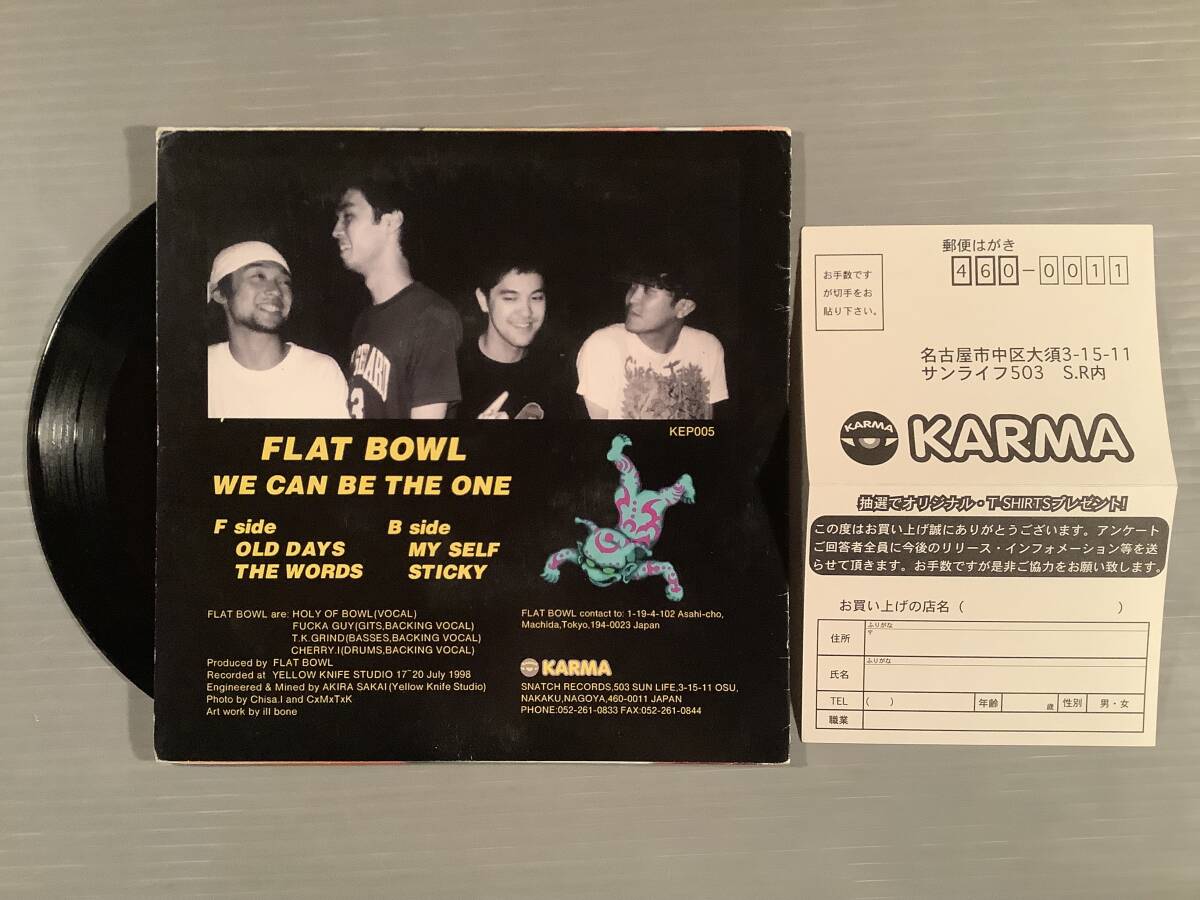 KEP005
FLAT BOWL
WE CAN BE THE ONE
F side
OLD DAYS
THE WORDS
B side
MY SELF
STICKY
FLAT BOWL are: HOLY OF BOWL(VOCAL)
FUCKA GUY(GITS,BACKING VOCAL)
T.K.GRIND(BASSES,BACKING VOCAL)
CHERRY.I(DRUMS,BACKING VOCAL)
Produced by FLAT BOWL
Recorded at YELLOW KNIFE STUDIO 17~20 July 1998
Engineered & Mined by AKIRA SAKAI(Yellow Knife Studio)
Photo by Chisa.I and CxMxTxK
Art work by ill bone
FLAT BOWL contact to: 1-19-4-102 Asahi-cho,
Machida,Tokyo,194-0023 Japan
KARMA
SNATCH RECORDS,503 SUN LIFE,3-15-11 OSU,
NAKAKU,NAGOYA,460-0011 JAPAN
PHONE:052-261-0833 FAX:052-261-0844
郵便はがき
460-0011
お手数です
が切手をお
貼り下さい。
名古屋市中区大須3-15-11
サンライフ503 S.R内
KARMA
KARMA
抽選でオリジナル・T-SHIRTSプレゼント!
この度はお買い上げ誠にありがとうございます。アンケート
ご回答者全員に今後のリリース・インフォメーション等を送
らせて頂きます。お手数ですが是非ご協力をお願い致します。
お買い上げの店名( )
住所
ふりがな
〒
氏名
ふりがな
TEL ( ) 年齢 歳 性別 男・女
職業